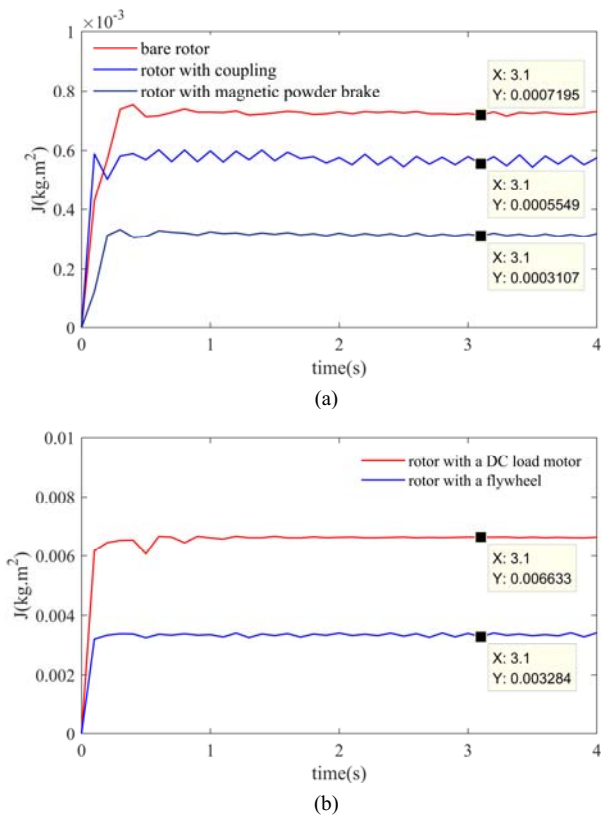 ×10⁻³
1
0.8
0.6
0.4
0.2
0
J(kg.m²)
bare rotor
rotor with coupling
rotor with magnetic powder brake
X: 3.1
Y: 0.0007195
X: 3.1
Y: 0.0005549
X: 3.1
Y: 0.0003107
0 1 2 3 4
time(s)
(a)
0.01
0.008
0.006
0.004
0.002
0
J(kg.m²)
rotor with a DC load motor
rotor with a flywheel
X: 3.1
Y: 0.006633
X: 3.1
Y: 0.003284
0 1 2 3 4
time(s)
(b)